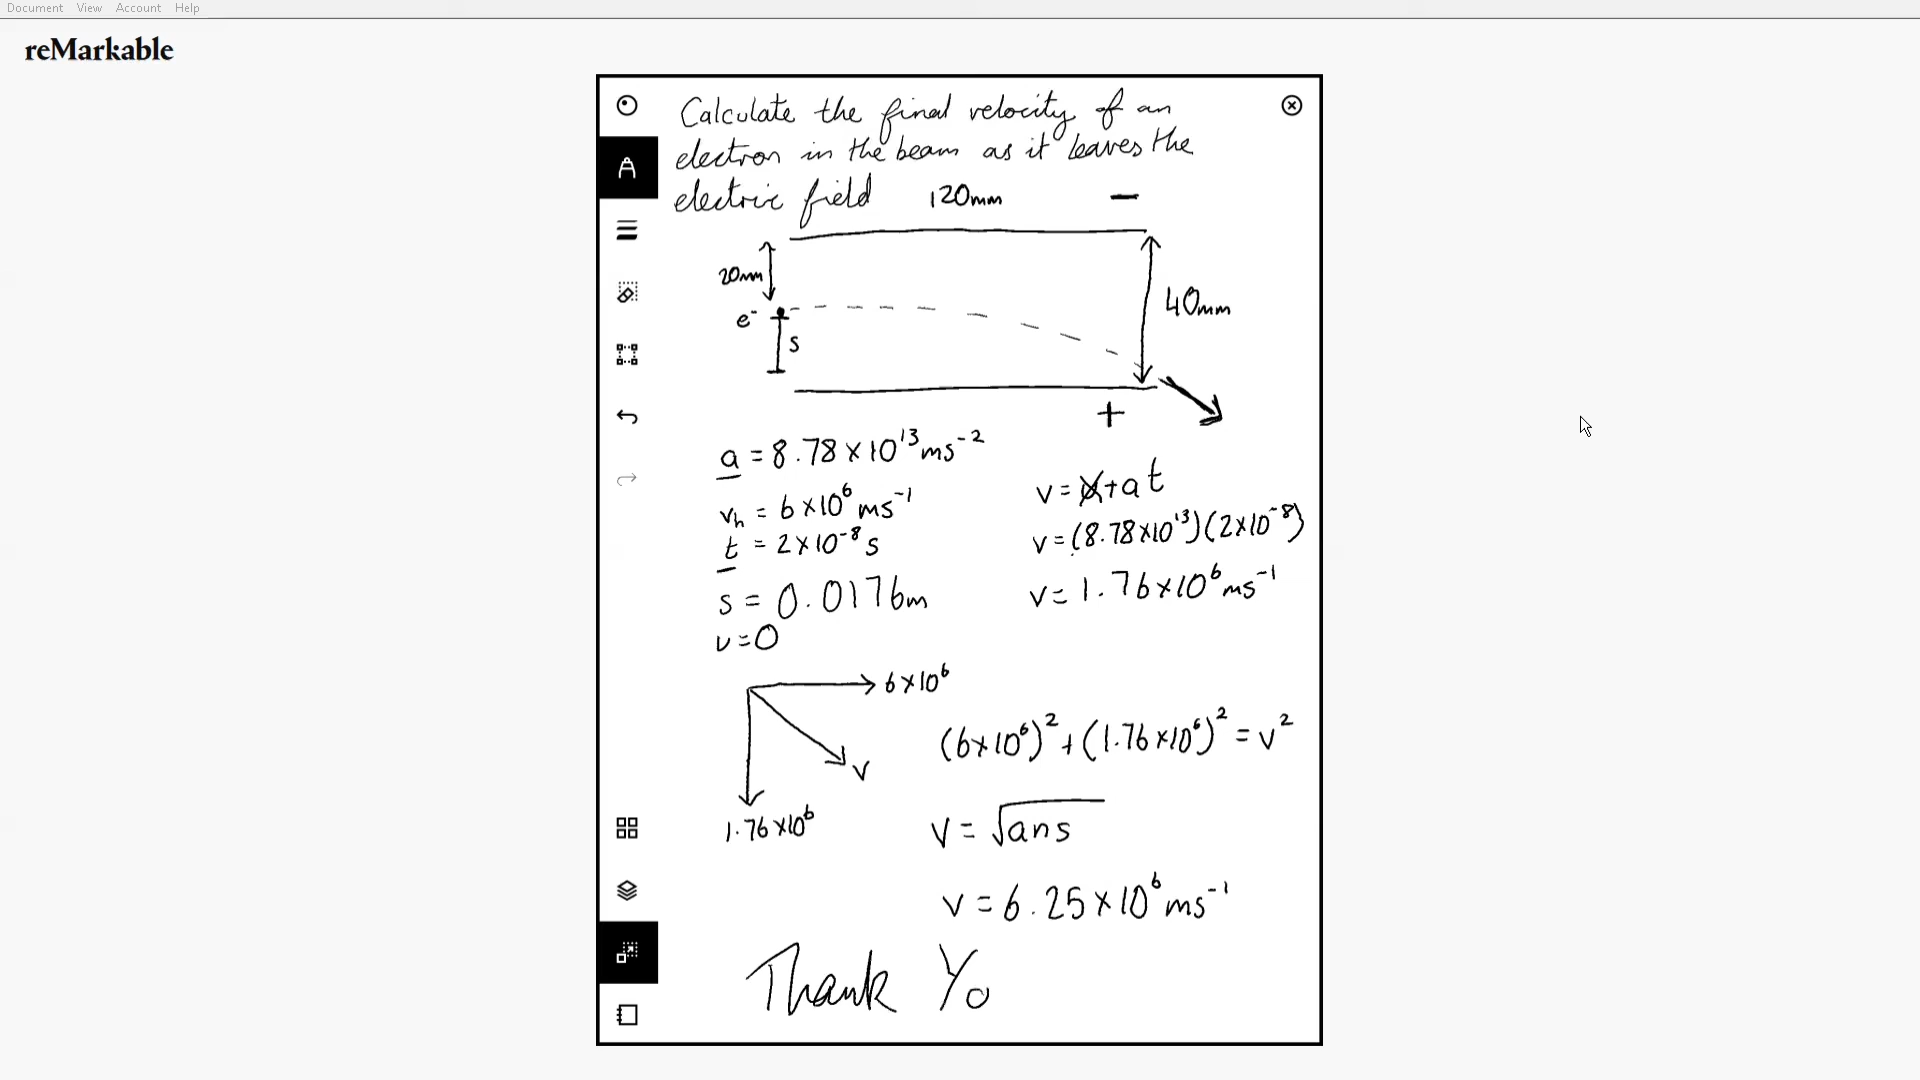 Document View Account Help
reMarkable
Calculate the final velocity of an
electron in the beam as it leaves the
electric field 120mm −
20mm
e⁻
s
40mm
+
a = 8.78 × 10¹³ ms⁻²
vₕ = 6 × 10⁶ ms⁻¹
t = 2 × 10⁻⁸ s
s = 0.0176m
u = 0
v = u + at
v = (8.78×10¹³)(2×10⁻⁸)
v = 1.76×10⁶ ms⁻¹
6×10⁶
v
1.76×10⁶
(6×10⁶)² + (1.76×10⁶)² = v²
v = √ans
v = 6.25×10⁶ ms⁻¹
Thank Yo